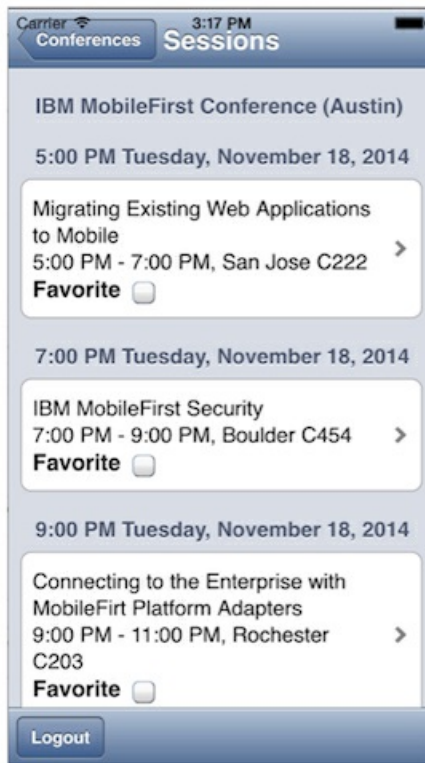 Carrier 3:17 PM
Conferences Sessions
IBM MobileFirst Conference (Austin)
5:00 PM Tuesday, November 18, 2014
Migrating Existing Web Applications
to Mobile
5:00 PM - 7:00 PM, San Jose C222
Favorite
7:00 PM Tuesday, November 18, 2014
IBM MobileFirst Security
7:00 PM - 9:00 PM, Boulder C454
Favorite
9:00 PM Tuesday, November 18, 2014
Connecting to the Enterprise with
MobileFirt Platform Adapters
9:00 PM - 11:00 PM, Rochester
C203
Favorite
Logout